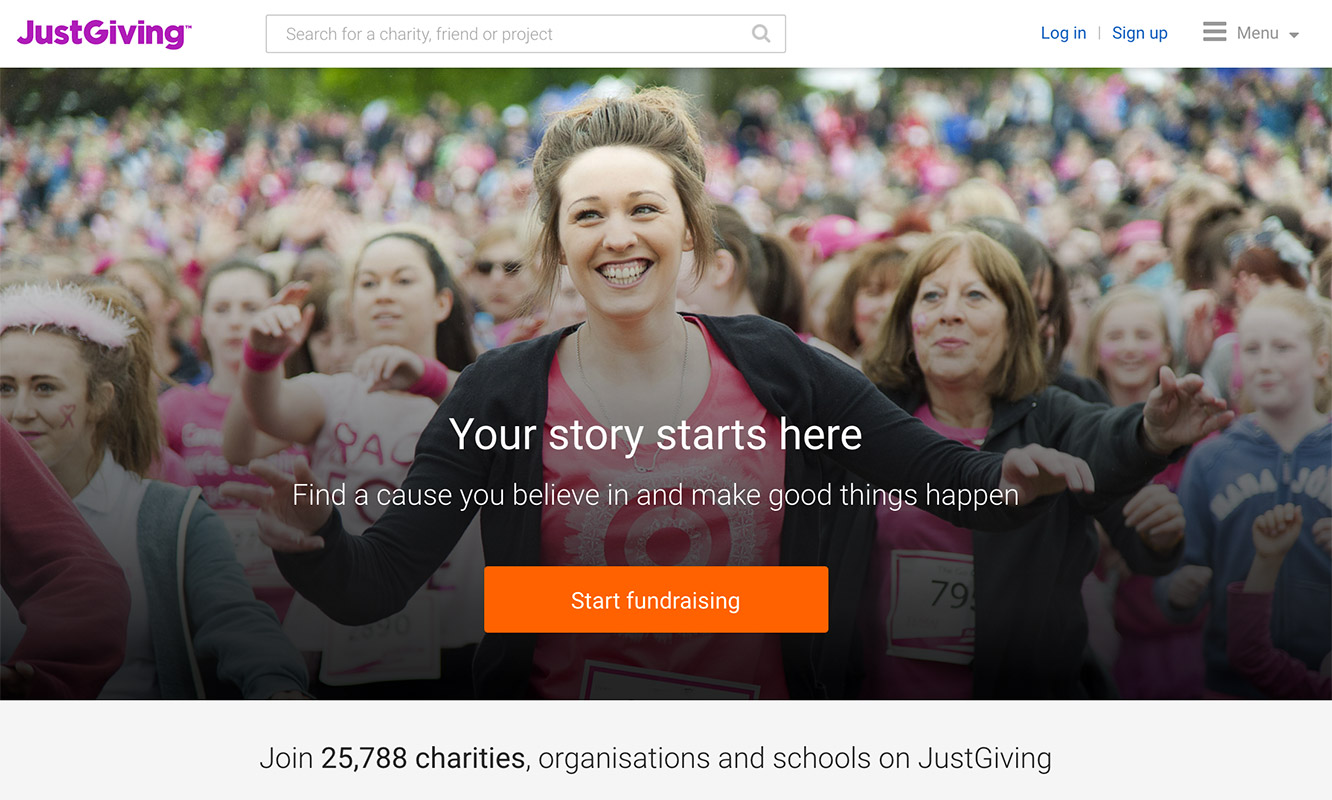 JustGiving™
Search for a charity, friend or project
Log in | Sign up
Menu
Your story starts here
Find a cause you believe in and make good things happen
Start fundraising
Join 25,788 charities, organisations and schools on JustGiving